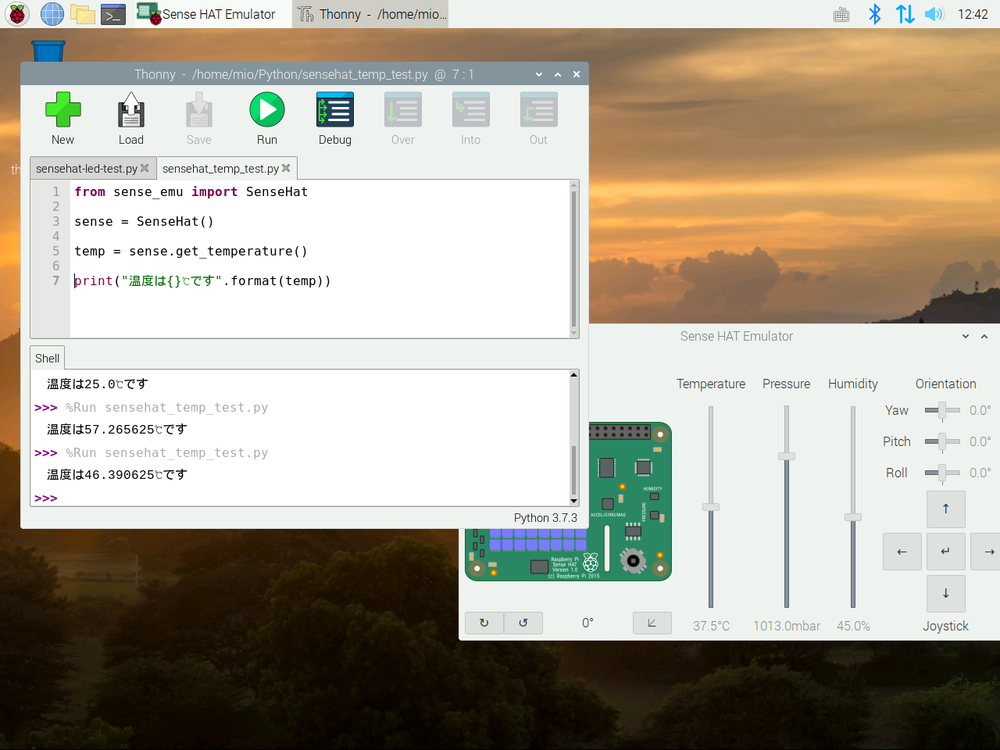 Sense HAT Emulator
Thonny - /home/mio...
12:42
Thonny - /home/mio/Python/sensehat_temp_test.py @ 7 : 1
New Load Save Run Debug Over Into Out
sensehat-led-test.py sensehat_temp_test.py
1 from sense_emu import SenseHat
2
3 sense = SenseHat()
4
5 temp = sense.get_temperature()
6
7 print("温度は{}℃です".format(temp))
Shell
温度は25.0℃です
>>> %Run sensehat_temp_test.py
温度は57.265625℃です
>>> %Run sensehat_temp_test.py
温度は46.390625℃です
>>>
Python 3.7.3
Sense HAT Emulator
Temperature Pressure Humidity Orientation
Yaw 0.0°
Pitch 0.0°
Roll 0.0°
HUMIDITY
PRESSURE
ACCEL/GYRO/MAG
Raspberry Pi
Sense HAT
Version 1.0
(c) Raspberry Pi 2015
↑
← ↵ →
↓
↻ ↺ 0°
37.5°C 1013.0mbar 45.0% Joystick